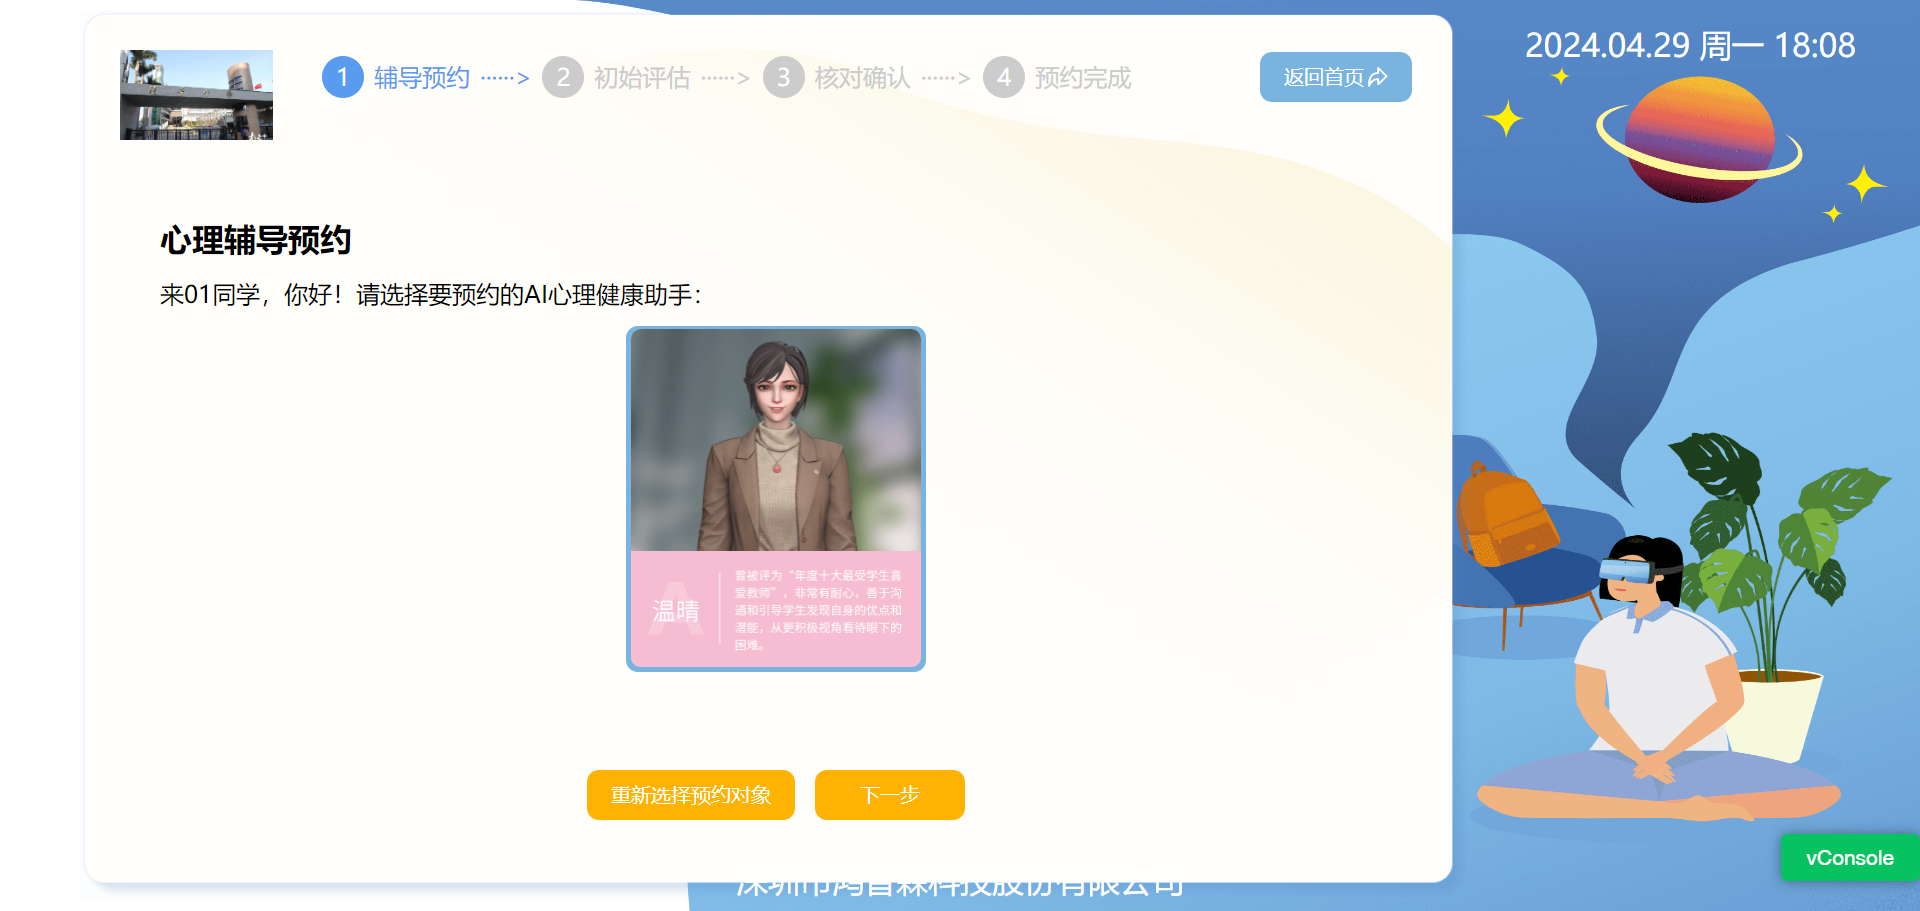 2024.04.29 周一 18:08
1 辅导预约 ······> 2 初始评估 ······> 3 核对确认 ······> 4 预约完成
返回首页
心理辅导预约
来01同学，你好！请选择要预约的AI心理健康助手：
A
温晴
曾被评为“年度十大最受学生喜
爱教师”，非常有耐心，善于沟
通和引导学生发现自身的优点和
潜能，从更积极视角看待眼下的
困难。
重新选择预约对象
下一步
vConsole